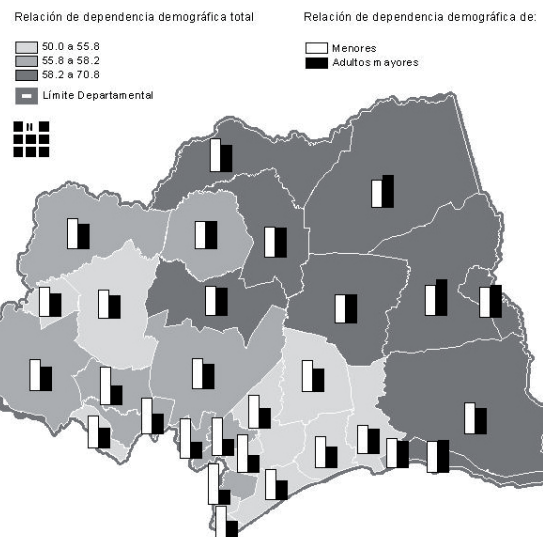 Relación de dependencia demográfica total
50.0 a 55.8
55.8 a 58.2
58.2 a 70.8
Límite Departamental
Relación de dependencia demográfica de:
Menores
Adultos mayores